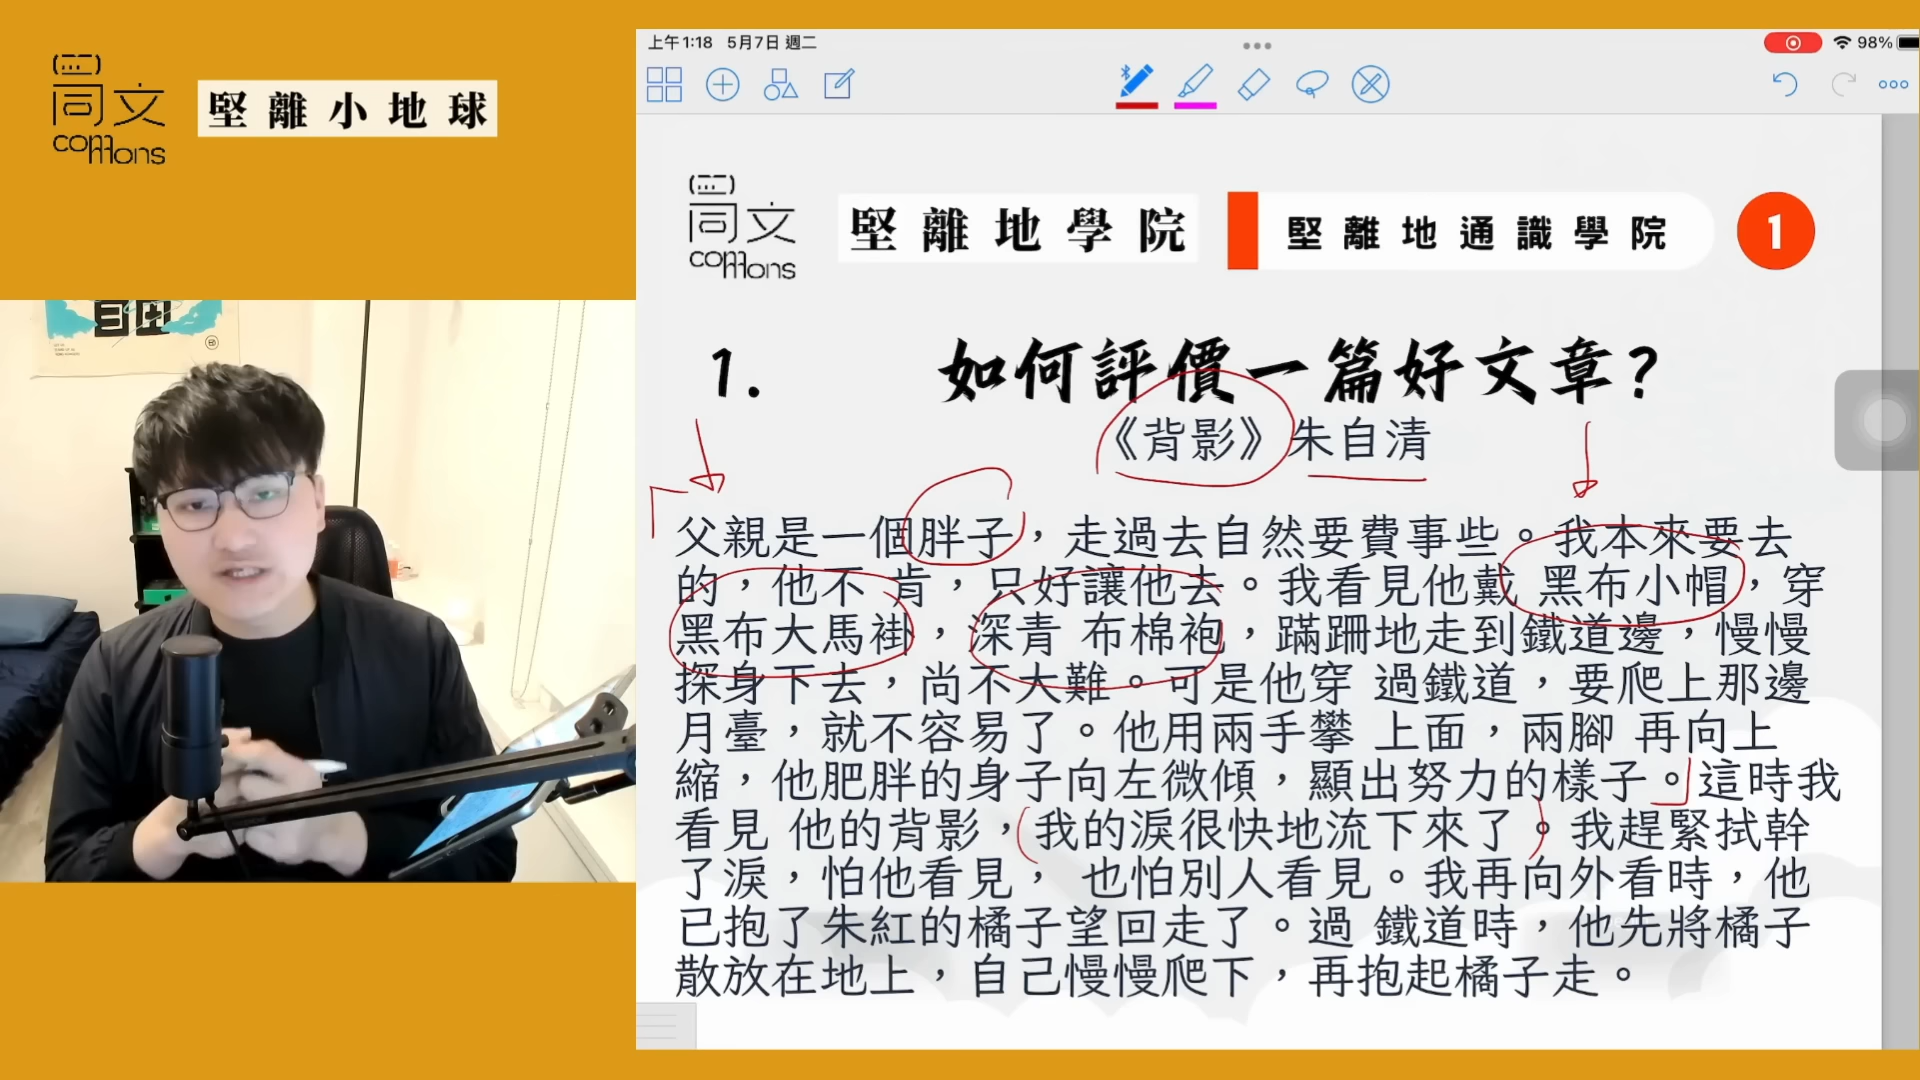 同文
commons
堅離小地球
自由
上午1:18 5月7日 週二
98%
同文
commons
堅離地學院
堅離地通識學院
1
1. 如何評價一篇好文章?
《背影》朱自清
父親是一個胖子，走過去自然要費事些。我本來要去
的，他不 肯，只好讓他去。我看見他戴 黑布小帽，穿
黑布大馬褂，深青 布棉袍，蹣跚地走到鐵道邊，慢慢
探身下去，尚不大難。可是他穿 過鐵道，要爬上那邊
月臺，就不容易了。他用兩手攀 上面，兩腳 再向上
縮，他肥胖的身子向左微傾，顯出努力的樣子。這時我
看見 他的背影，我的淚很快地流下來了。我趕緊拭幹
了淚，怕他看見， 也怕別人看見。我再向外看時，他
已抱了朱紅的橘子望回走了。過 鐵道時，他先將橘子
散放在地上，自己慢慢爬下，再抱起橘子走。